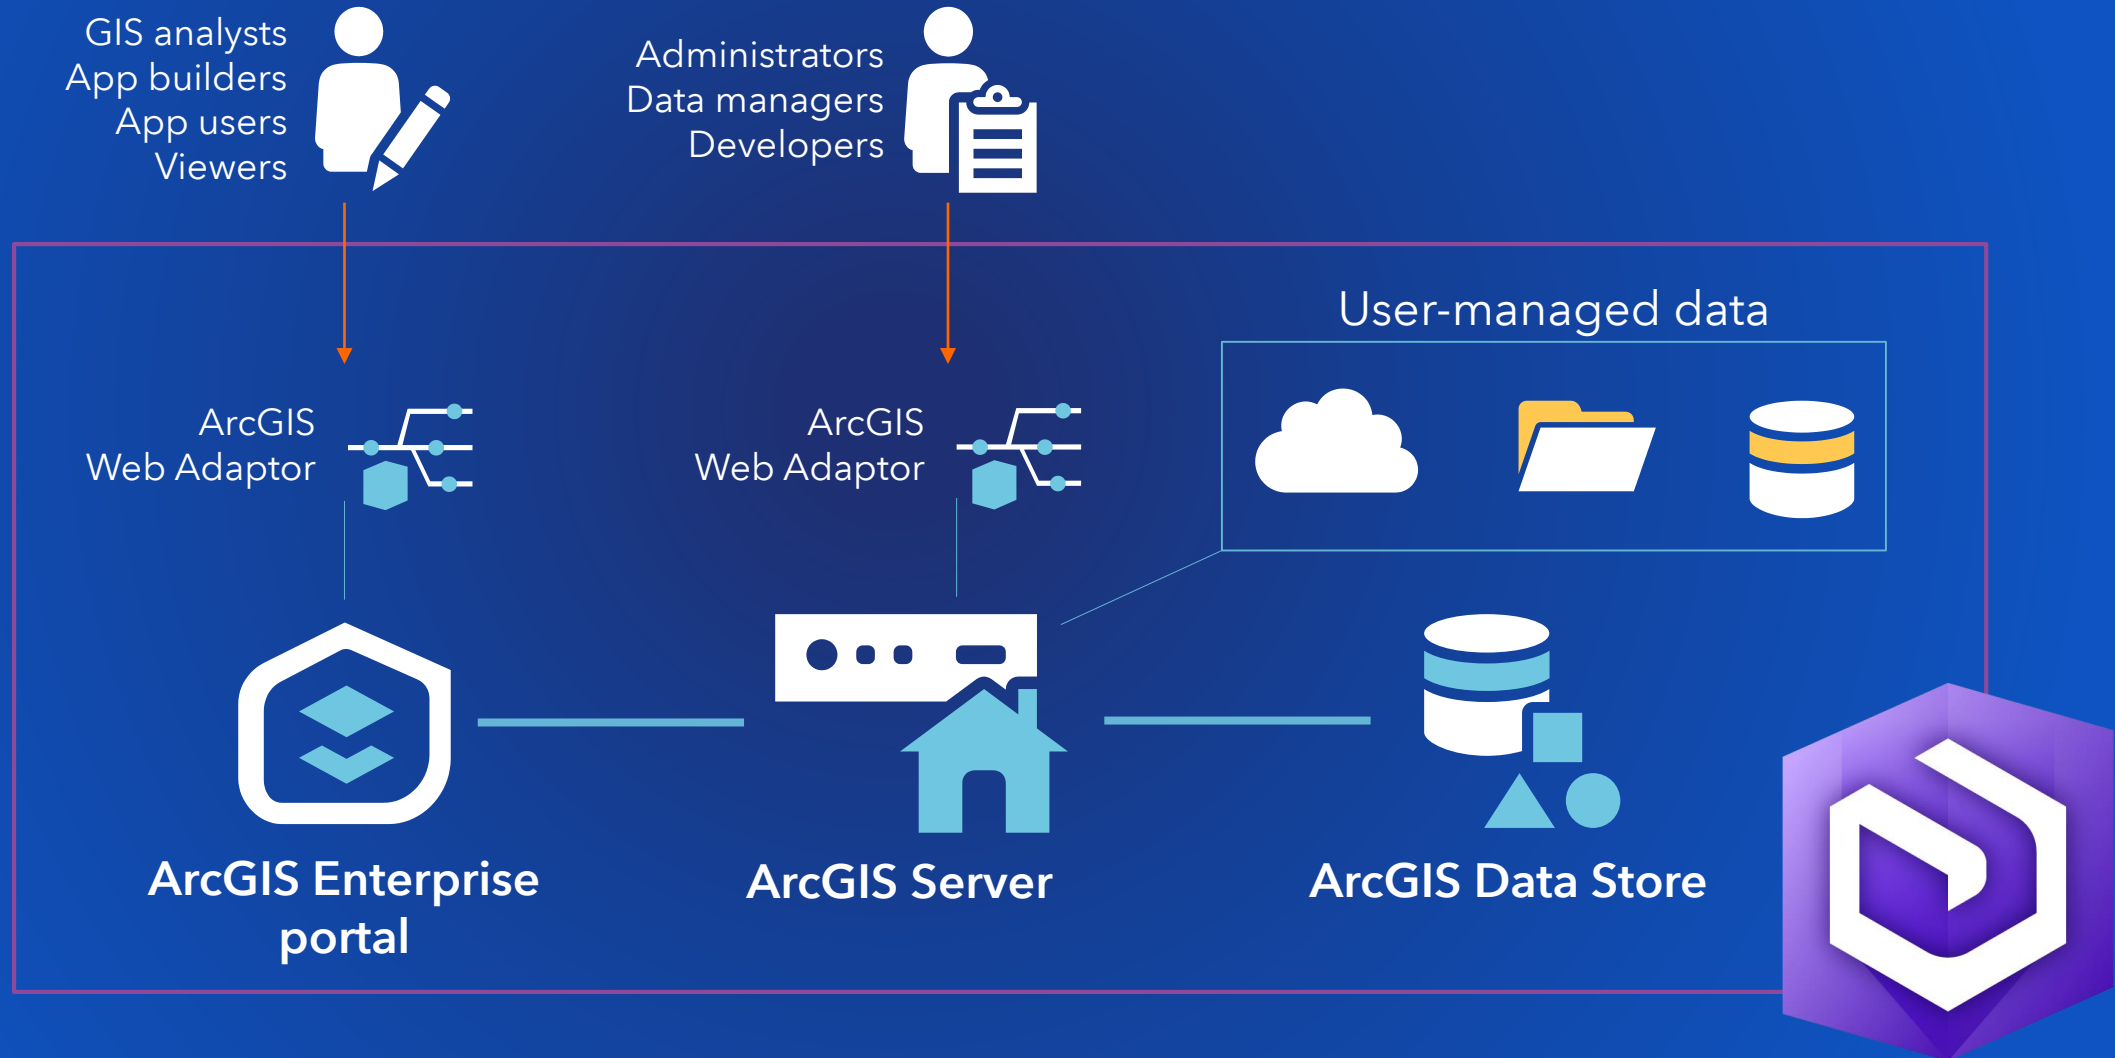 GIS analysts
App builders
App users
Viewers
Administrators
Data managers
Developers
User-managed data
ArcGIS
Web Adaptor
ArcGIS
Web Adaptor
ArcGIS Enterprise
portal
ArcGIS Server
ArcGIS Data Store